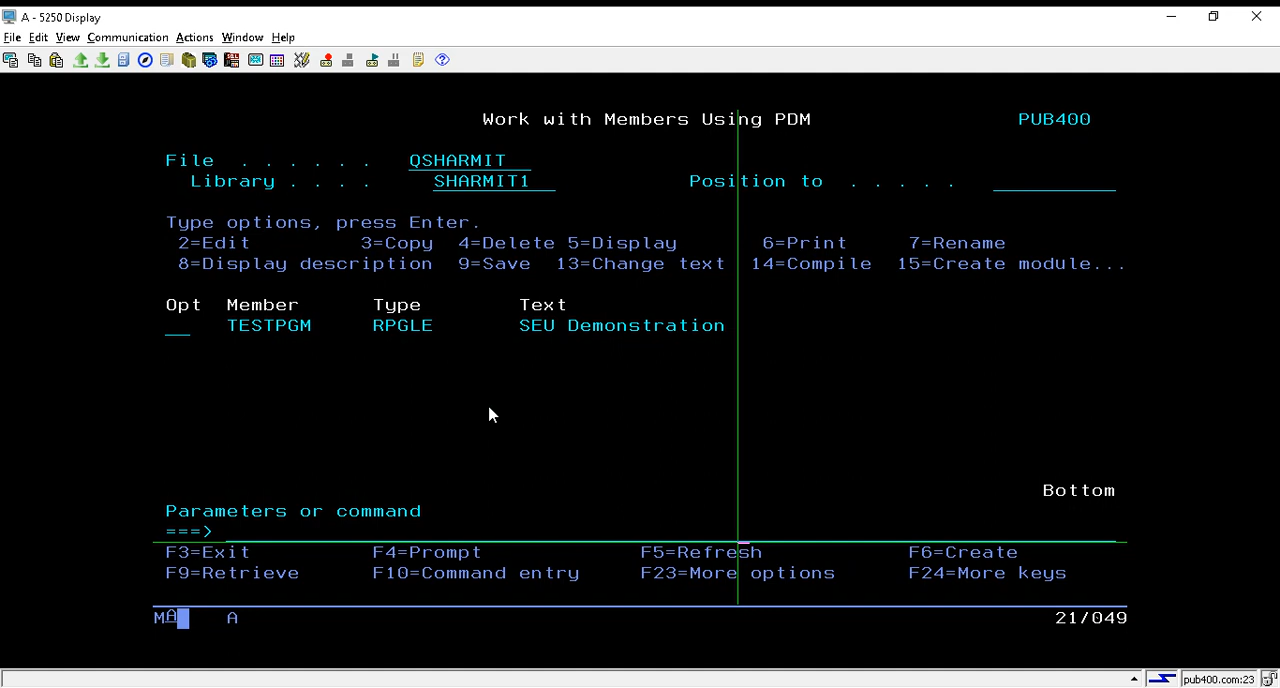 A - 5250 Display
File Edit View Communication Actions Window Help
Work with Members Using PDM PUB400
File . . . . . . QSHARMIT
Library . . . . SHARMIT1 Position to . . . . .
Type options, press Enter.
2=Edit 3=Copy 4=Delete 5=Display 6=Print 7=Rename
8=Display description 9=Save 13=Change text 14=Compile 15=Create module...
Opt Member Type Text
TESTPGM RPGLE SEU Demonstration
Bottom
Parameters or command
===>
F3=Exit F4=Prompt F5=Refresh F6=Create
F9=Retrieve F10=Command entry F23=More options F24=More keys
MA A 21/049
pub400.com:23